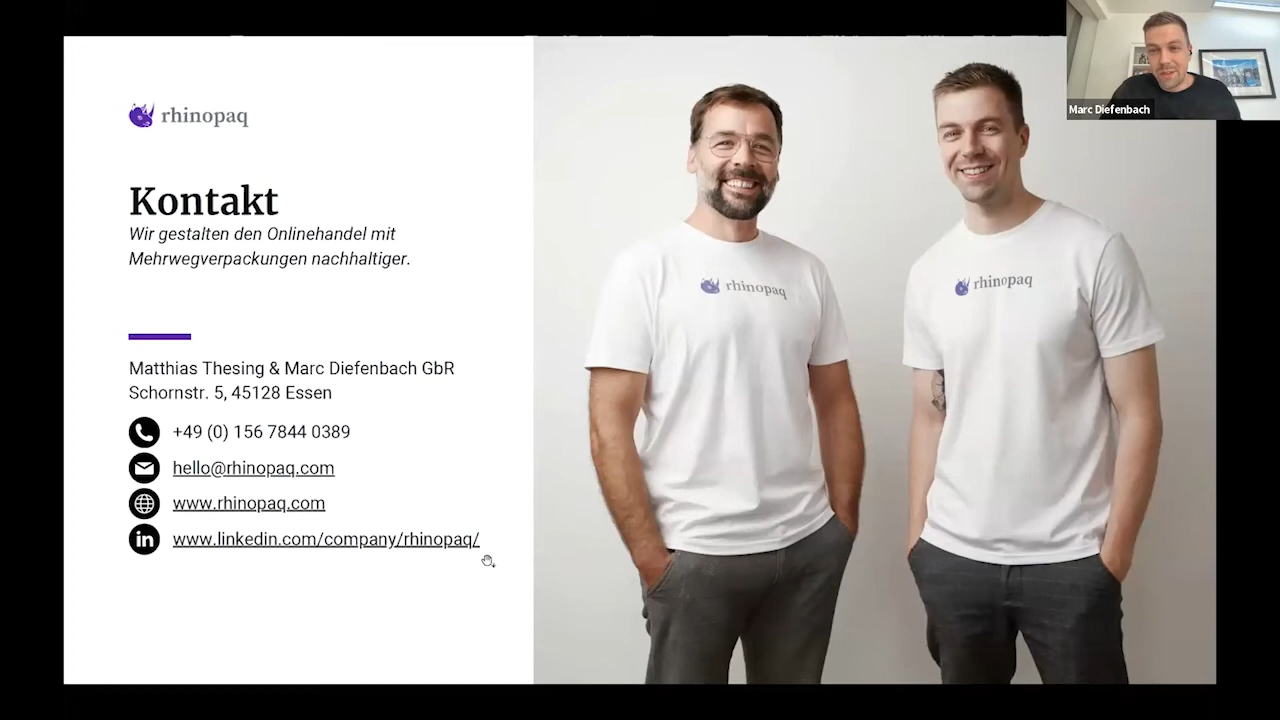 rhinopaq
Kontakt
Wir gestalten den Onlinehandel mit
Mehrwegverpackungen nachhaltiger.
Matthias Thesing & Marc Diefenbach GbR
Schornstr. 5, 45128 Essen
+49 (0) 156 7844 0389
hello@rhinopaq.com
www.rhinopaq.com
in
www.linkedin.com/company/rhinopaq/
rhinopaq
rhinopaq
Marc Diefenbach